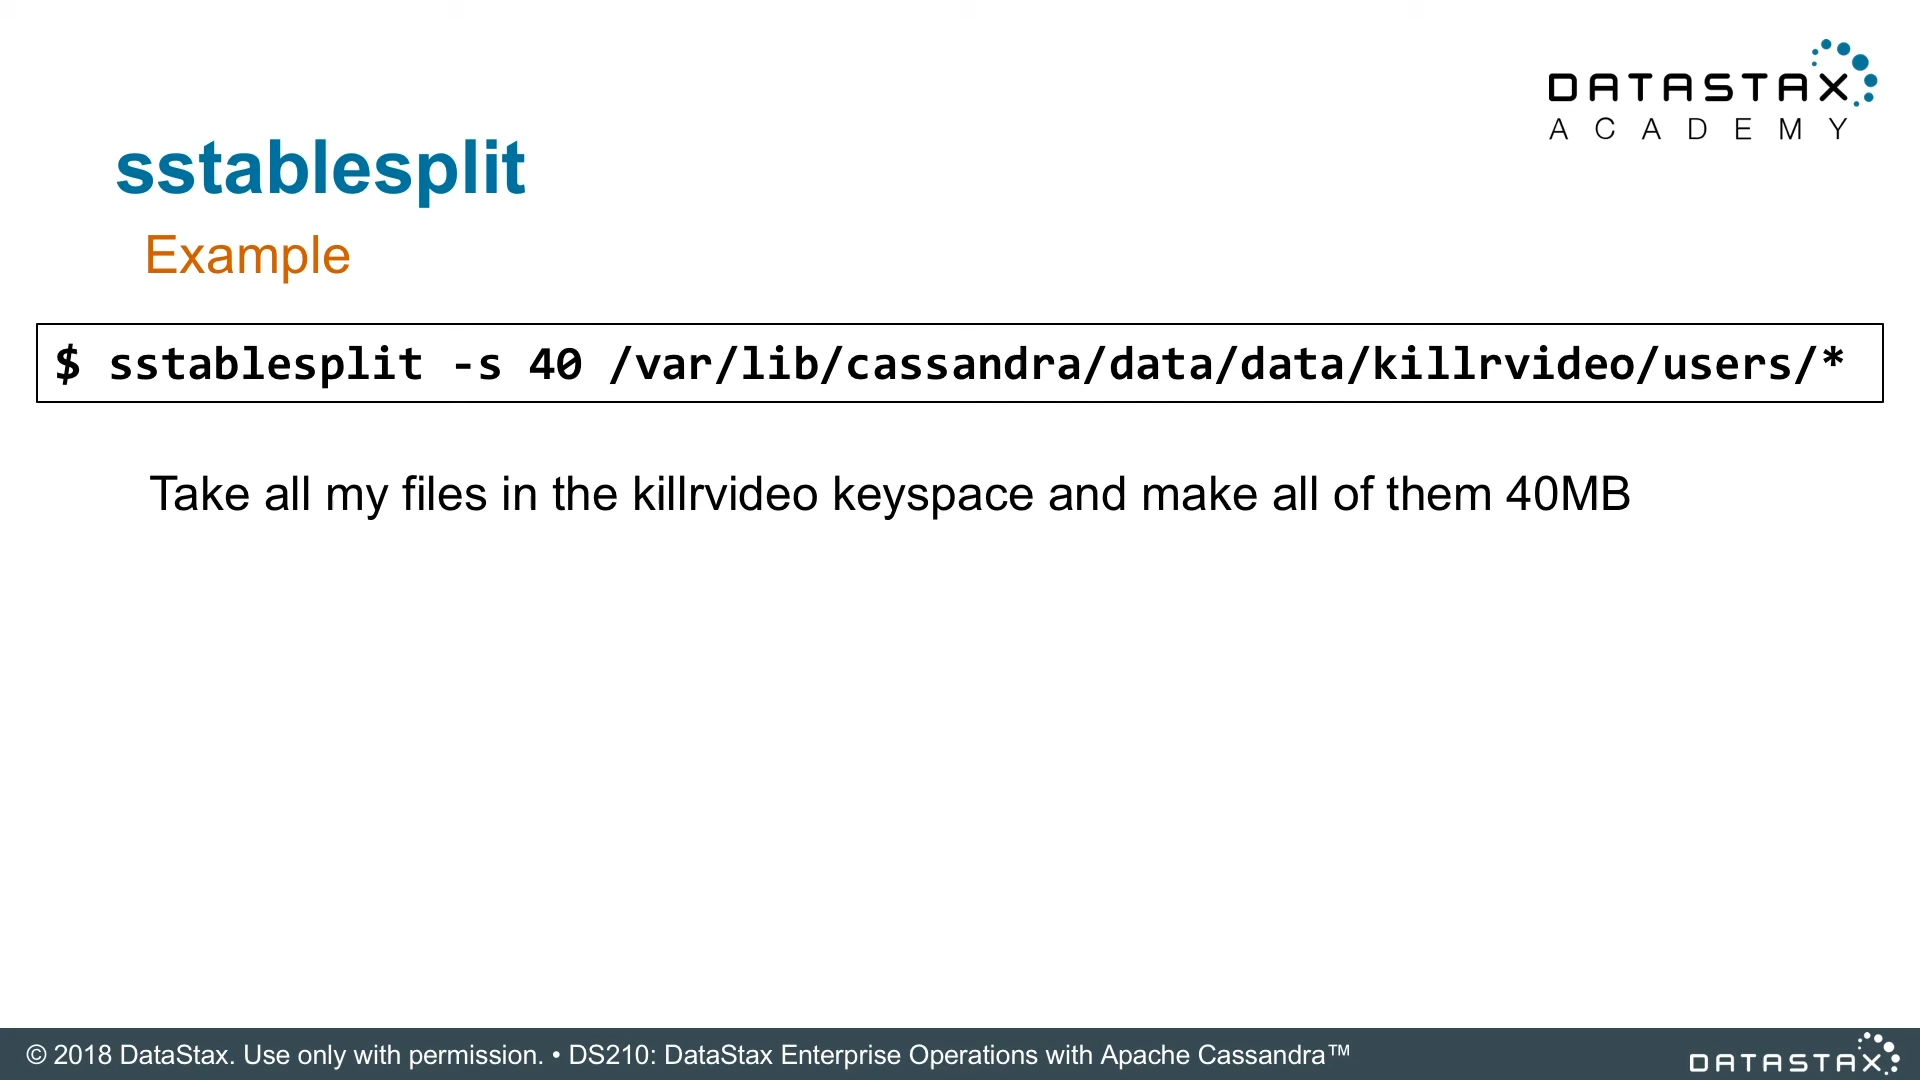 DATASTAX
ACADEMY
sstablesplit
Example
$ sstablesplit -s 40 /var/lib/cassandra/data/data/killrvideo/users/*
Take all my files in the killrvideo keyspace and make all of them 40MB
© 2018 DataStax. Use only with permission. • DS210: DataStax Enterprise Operations with Apache Cassandra™
DATASTAX